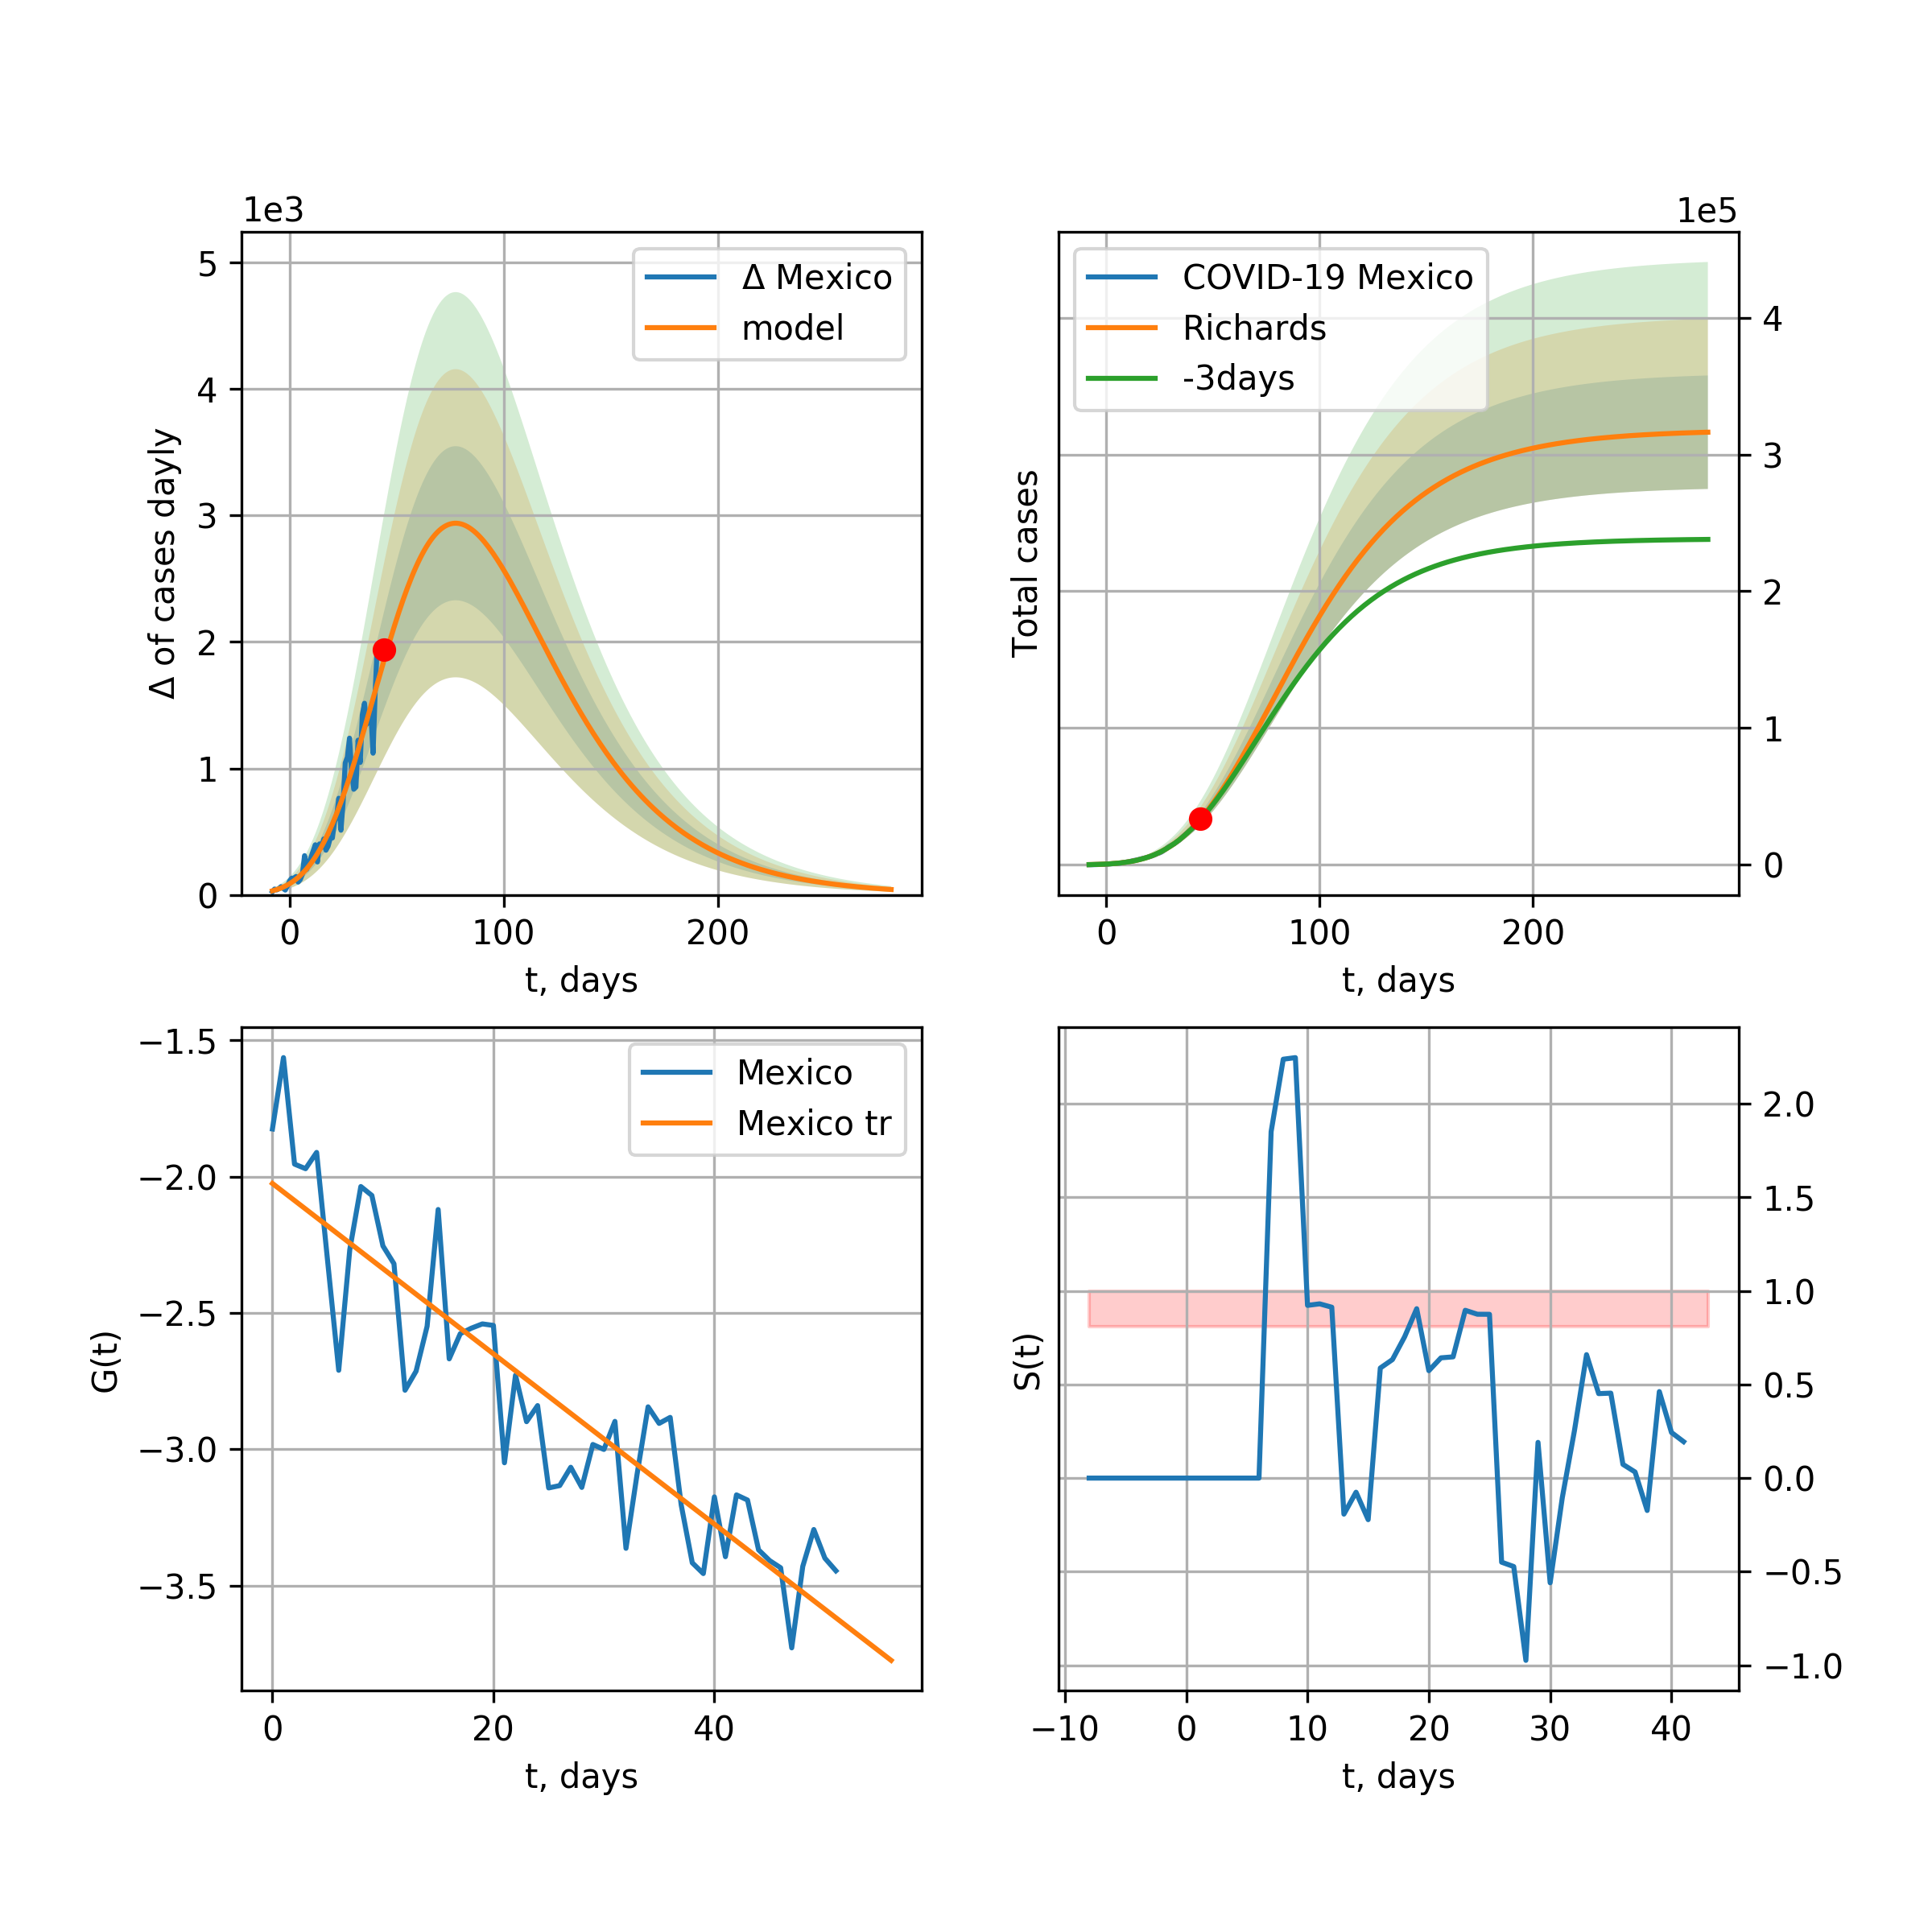 1e3
5
4
3
2
1
0
Δ of cases dayly
Δ Mexico
model
0 100 200
t, days
1e5
COVID-19 Mexico
Richards
-3days
Total cases
4
3
2
1
0
0 100 200
t, days
−1.5
−2.0
−2.5
−3.0
−3.5
G(t)
Mexico
Mexico tr
0 20 40
t, days
S(t)
2.0
1.5
1.0
0.5
0.0
−0.5
−1.0
−10 0 10 20 30 40
t, days